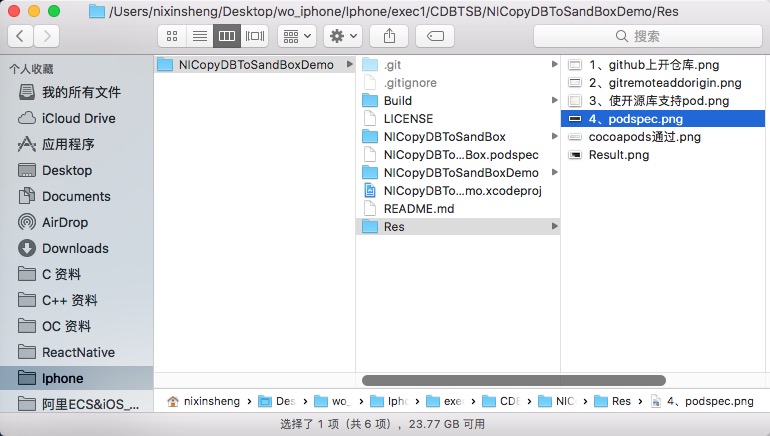 /Users/nixinsheng/Desktop/wo_iphone/Iphone/exec1/CDBTSB/NICopyDBToSandBoxDemo/Res
搜索
个人收藏
我的所有文件
iCloud Drive
应用程序
Desktop
Documents
AirDrop
Downloads
C 资料
C++ 资料
OC 资料
ReactNative
Iphone
阿里ECS&iOS_...
NICopyDBToSandBoxDemo
.git
.gitignore
Build
LICENSE
NICopyDBToSandBox
NICopyDBTo...Box.podspec
NICopyDBToSandBoxDemo
NICopyDBTo...mo.xcodeproj
README.md
Res
1、github上开仓库.png
2、gitremoteaddorigin.png
3、使开源库支持pod.png
4、podspec.png
cocoapods通过.png
Result.png
nixinsheng
Des
wo_
Iph
exe
CDE
NIC
Res
4、podspec.png
选择了 1 项（共 6 项），23.77 GB 可用